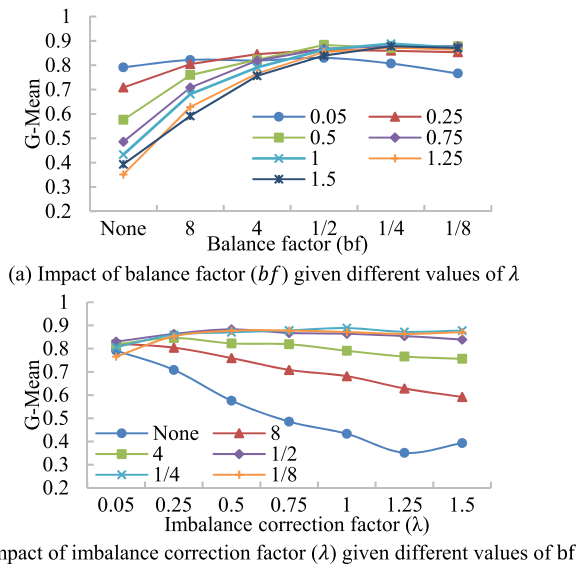 1
0.9
0.8
0.7
0.6
0.5
0.4
0.3
0.2
G-Mean
0.05 0.25
0.5 0.75
1 1.25
1.5
None 8 4 1/2 1/4 1/8
Balance factor (bf)
(a) Impact of balance factor (bf) given different values of λ
1
0.9
0.8
0.7
0.6
0.5
0.4
0.3
0.2
G-Mean
None 8
4 1/2
1/4 1/8
0.05 0.25 0.5 0.75 1 1.25 1.5
Imbalance correction factor (λ)
mpact of imbalance correction factor (λ) given different values of bf